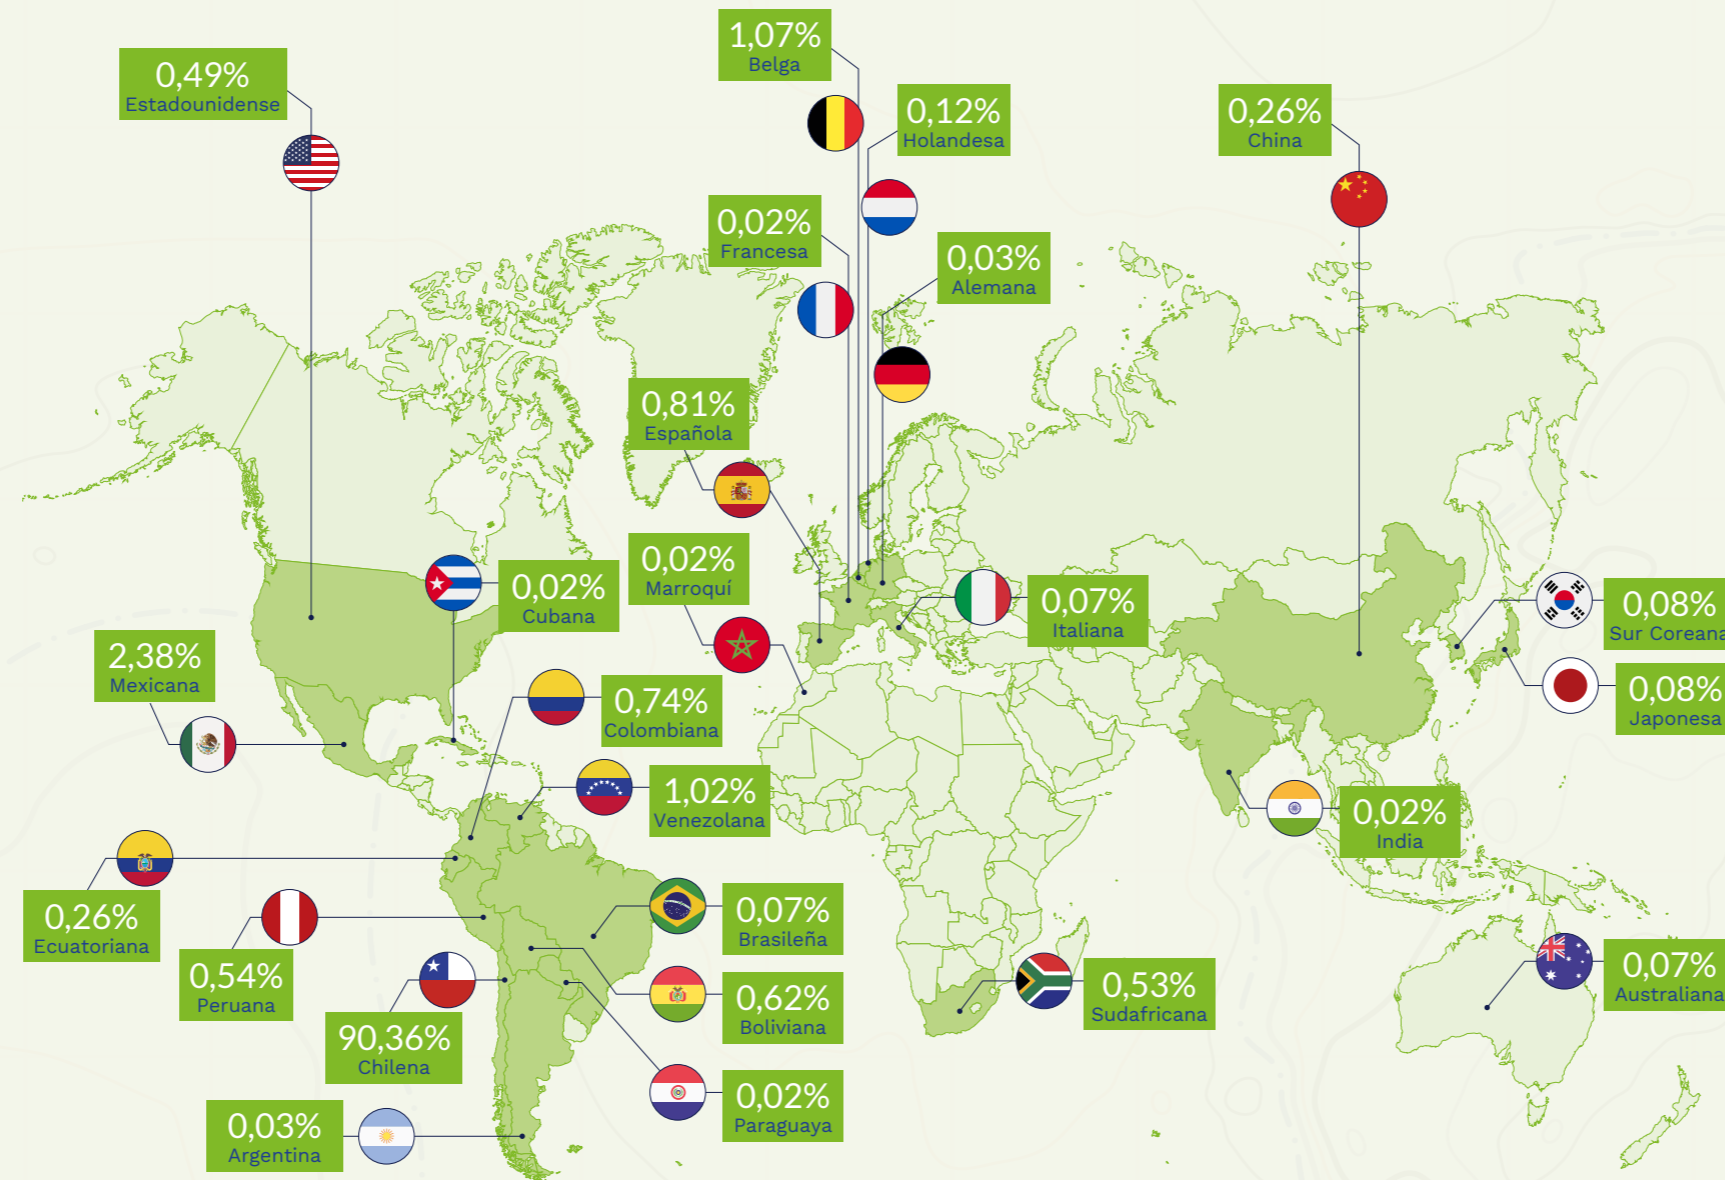 1,07%
Belga
0,49%
Estadounidense
0,12%
Holandesa
0,26%
China
0,02%
Francesa
0,03%
Alemana
0,81%
Española
0,02%
Cubana
0,02%
Marroquí
0,07%
Italiana
0,08%
Sur Coreana
2,38%
Mexicana
0,74%
Colombiana
0,08%
Japonesa
1,02%
Venezolana
0,02%
India
0,26%
Ecuatoriana
0,07%
Brasileña
0,54%
Peruana
0,53%
Sudafricana
0,07%
Australiana
0,62%
Boliviana
90,36%
Chilena
0,02%
Paraguaya
0,03%
Argentina